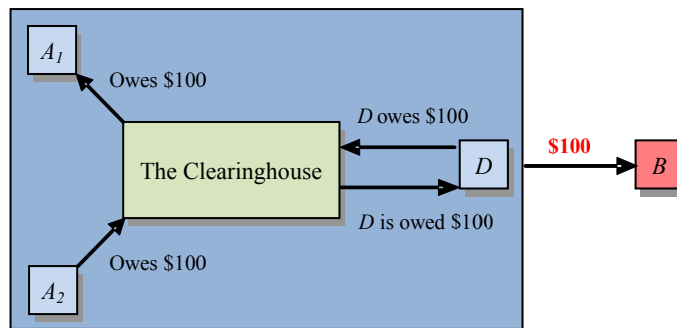 A1
Owes $100
D owes $100
The Clearinghouse
D
$100
B
D is owed $100
Owes $100
A2